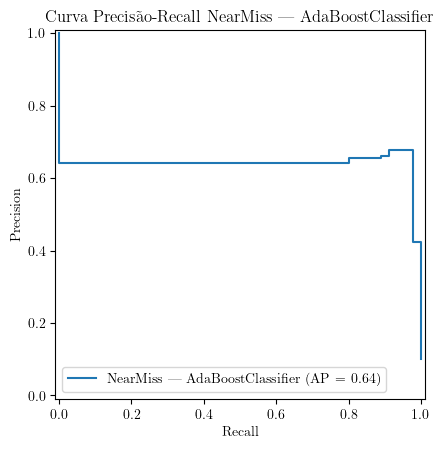 Curva Precisão-Recall NearMiss — AdaBoostClassifier
1.0
0.8
0.6
0.4
0.2
0.0
Precision
NearMiss — AdaBoostClassifier (AP = 0.64)
0.0 0.2 0.4 0.6 0.8 1.0
Recall